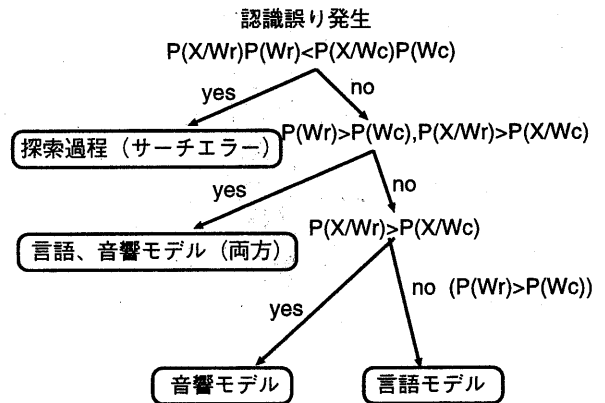 認識誤り発生
P(X/Wr)P(Wr)<P(X/Wc)P(Wc)
yes
no
探索過程（サーチエラー）
P(Wr)>P(Wc),P(X/Wr)>P(X/Wc)
yes
no
言語、音響モデル（両方）
P(X/Wr)>P(X/Wc)
yes
no (P(Wr)>P(Wc))
音響モデル
言語モデル